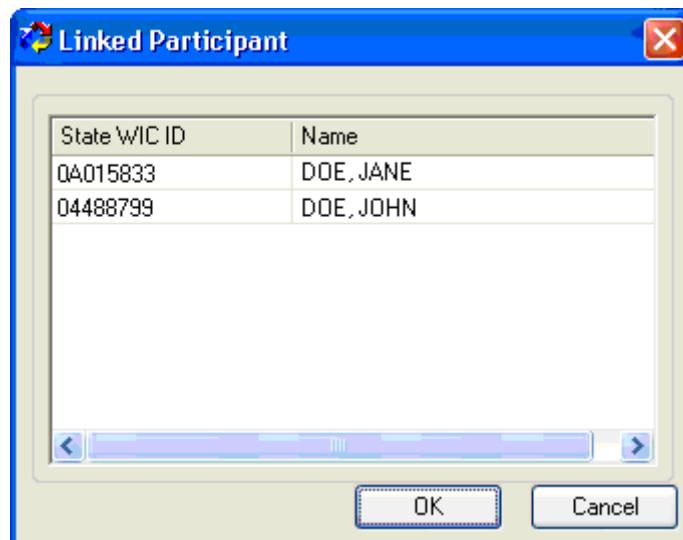 Linked Participant
State WIC ID Name
0A015833 DOE, JANE
04488799 DOE, JOHN
OK Cancel